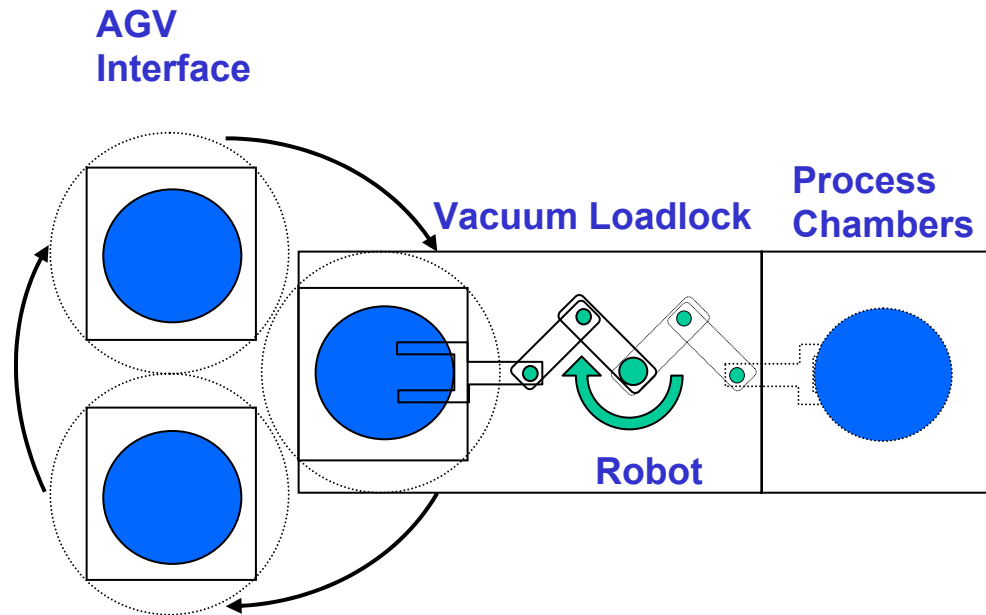 AGV
Interface
Vacuum Loadlock
Process
Chambers
Robot